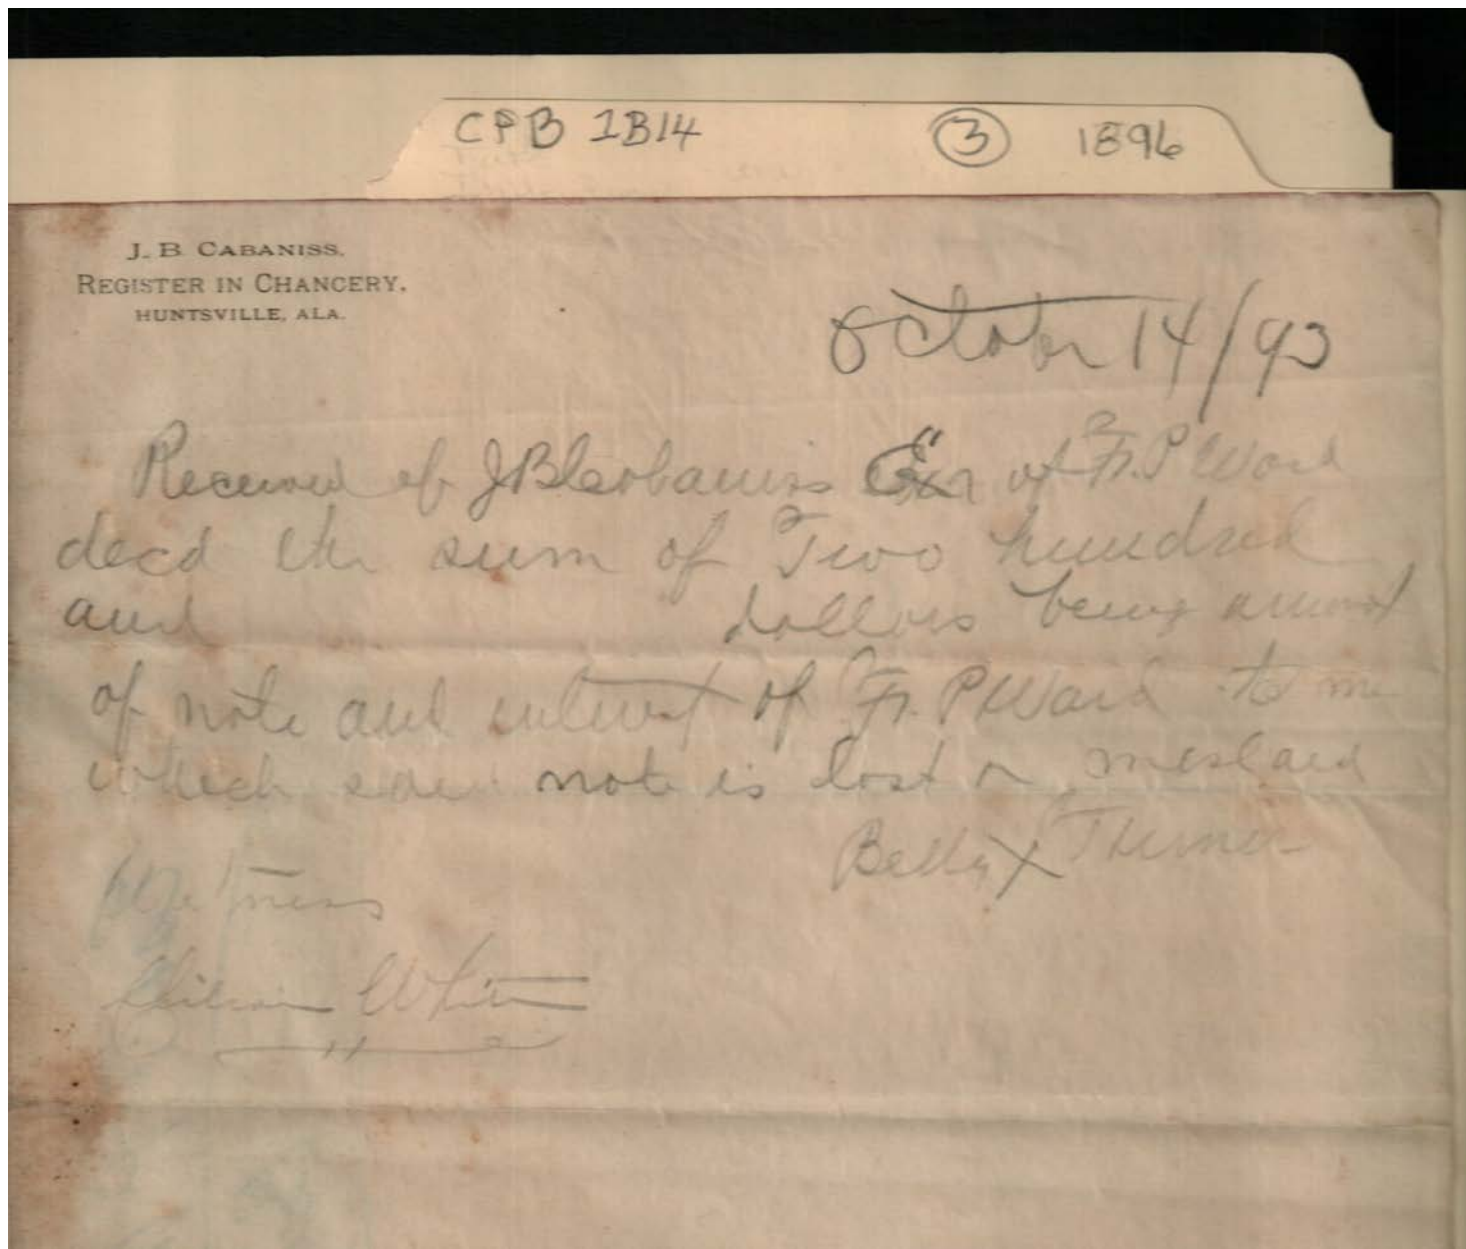 CPB 1B14 3 1896
J. B. CABANISS.
REGISTER IN CHANCERY,
HUNTSVILLE, ALA.
October 14/93
Received of J B Cabaniss Exr of P Ward
decd the sum of Two hundred
and dollars being amount
of note and interest of P Ward to me
which said note is lost or meslaid
Betty X Turner
Witness
White